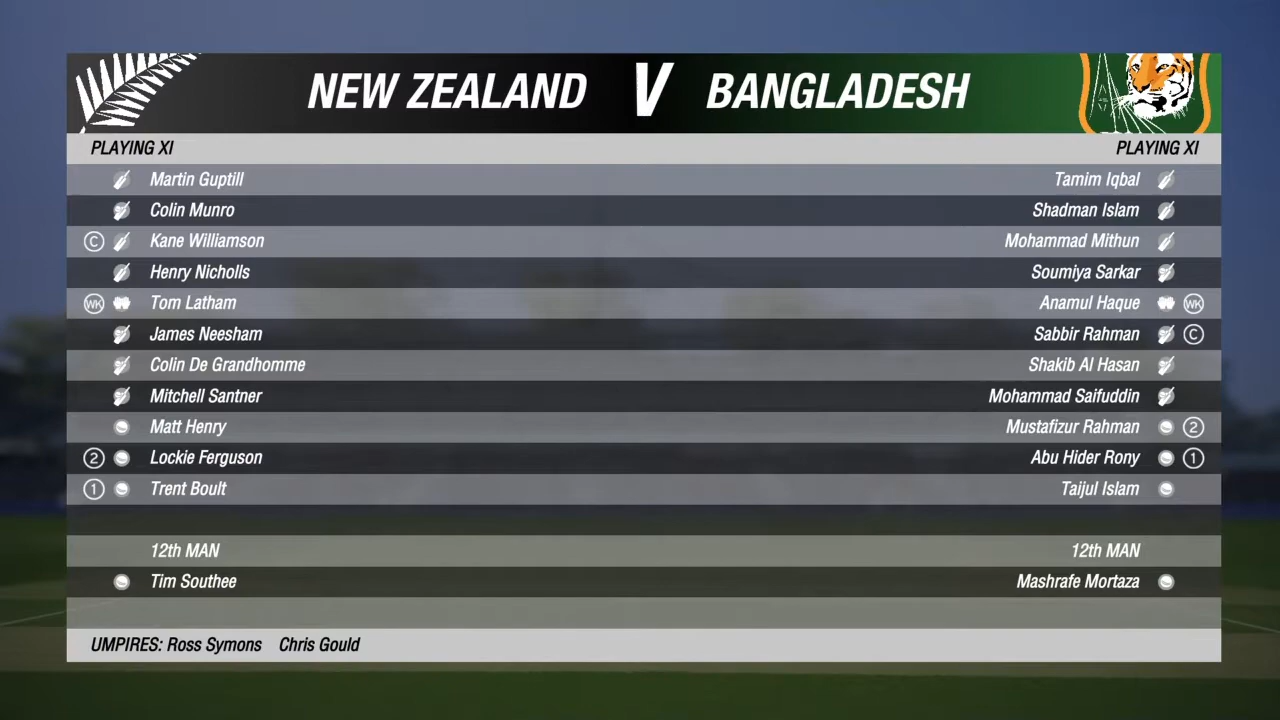 NEW ZEALAND V BANGLADESH
PLAYING XI PLAYING XI
Martin Guptill Tamim Iqbal
Colin Munro Shadman Islam
C Kane Williamson Mohammad Mithun
Henry Nicholls Soumiya Sarkar
WK Tom Latham Anamul Haque WK
James Neesham Sabbir Rahman C
Colin De Grandhomme Shakib Al Hasan
Mitchell Santner Mohammad Saifuddin
Matt Henry Mustafizur Rahman 2
2 Lockie Ferguson Abu Hider Rony 1
1 Trent Boult Taijul Islam
12th MAN 12th MAN
Tim Southee Mashrafe Mortaza
UMPIRES: Ross Symons Chris Gould